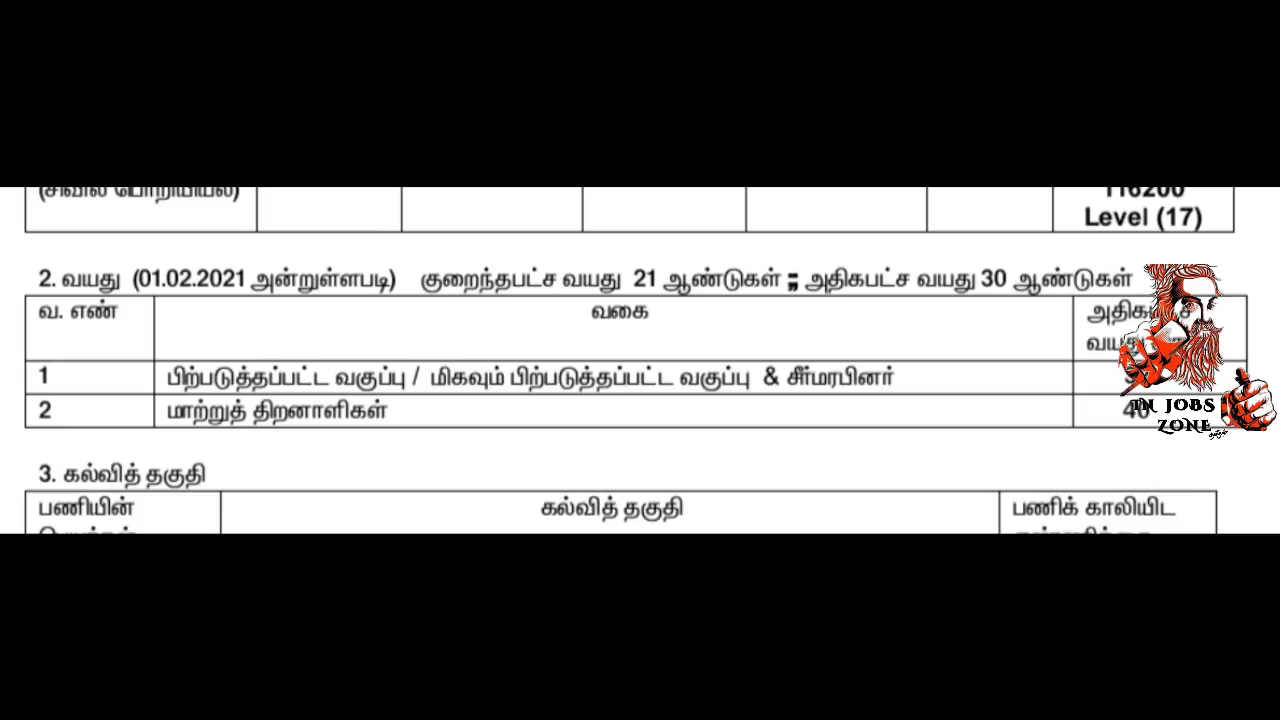 (சிவில் பொறியியல்)
116200
Level (17)
2. வயது (01.02.2021 அன்றுள்ளபடி) குறைந்தபட்ச வயது 21 ஆண்டுகள் ; அதிகபட்ச வயது 30 ஆண்டுகள்
வ. எண் வகை
1 பிற்படுத்தப்பட்ட வகுப்பு / மிகவும் பிற்படுத்தப்பட்ட வகுப்பு & சீர்மரபினர்
2 மாற்றுத் திறனாளிகள் 40
TN JOBS
ZONE
3. கல்வித் தகுதி
பணியின் கல்வித் தகுதி பணிக் காலியிட